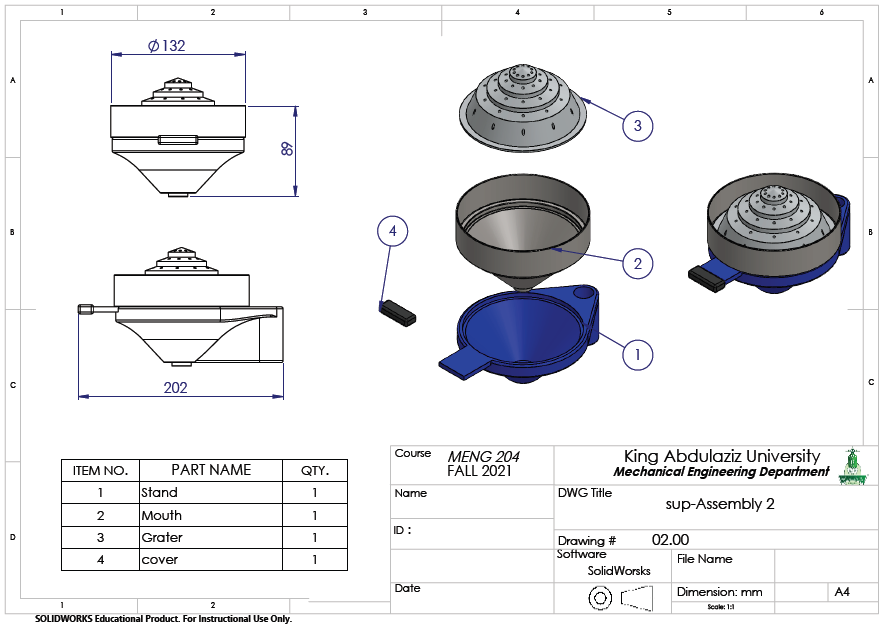 1 2 3 4 5 6
A A
B B
C C
D D
1 2
Ø132
89
202
3
4
2
1
ITEM NO. PART NAME QTY.
1 Stand 1
2 Mouth 1
3 Grater 1
4 cover 1
Course MENG 204
FALL 2021
King Abdulaziz University
Mechanical Engineering Department
Name
ID :
DWG Title
sup-Assembly 2
Drawing # 02.00
Software
SolidWorsks
File Name
Date
Dimension: mm
A4
Scale: 1:1
SOLIDWORKS Educational Product. For Instructional Use Only.